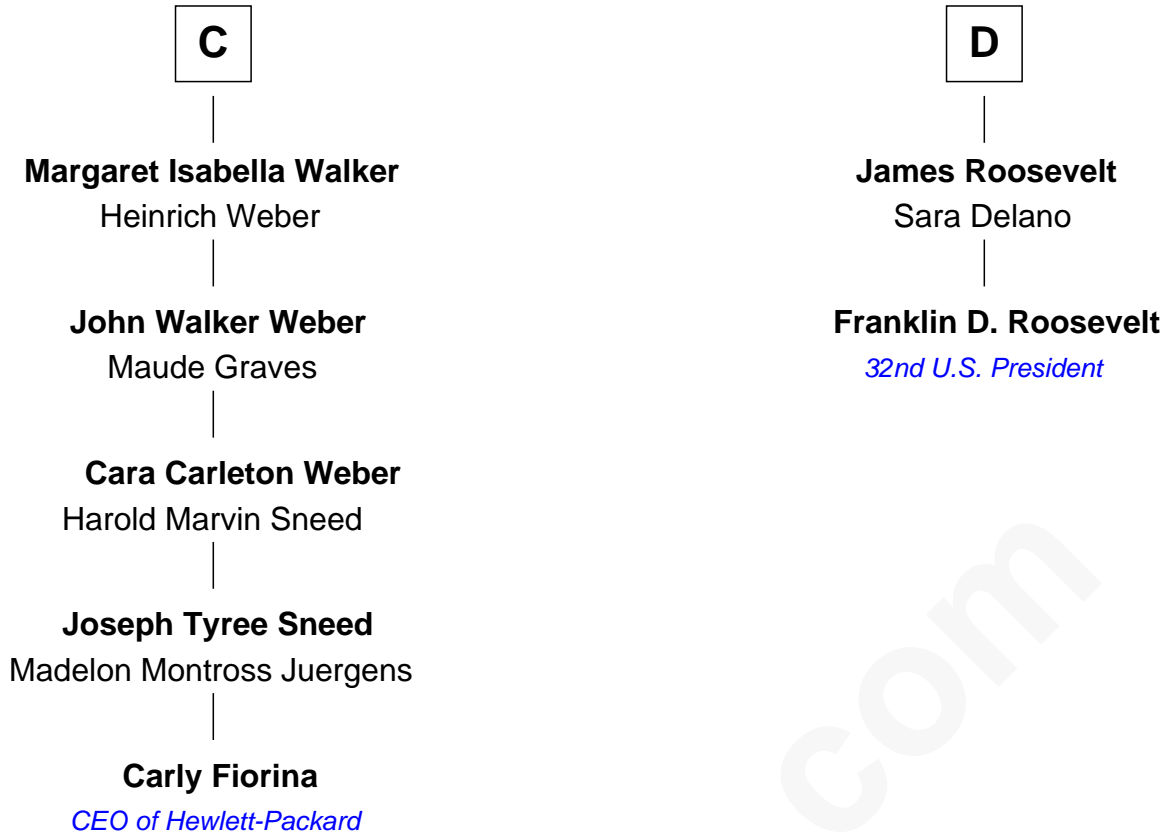 C
Margaret Isabella Walker
Heinrich Weber
John Walker Weber
Maude Graves
Cara Carleton Weber
Harold Marvin Sneed
Joseph Tyree Sneed
Madelon Montross Juergens
Carly Fiorina
CEO of Hewlett-Packard
D
James Roosevelt
Sara Delano
Franklin D. Roosevelt
32nd U.S. President
com